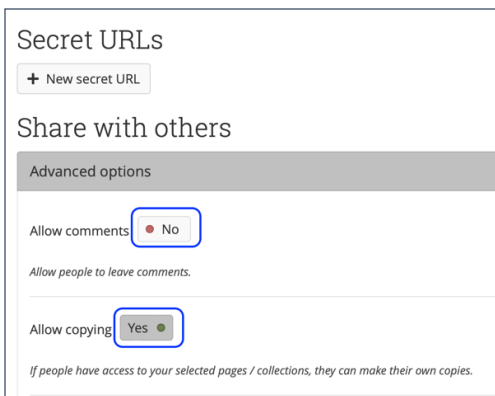 Secret URLs
+ New secret URL
Share with others
Advanced options
Allow comments No
Allow people to leave comments.
Allow copying Yes
If people have access to your selected pages / collections, they can make their own copies.